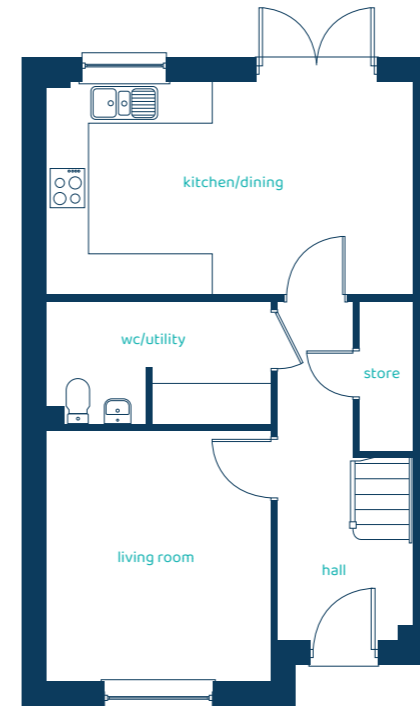 kitchen/dining
wc/utility
store
living room
hall